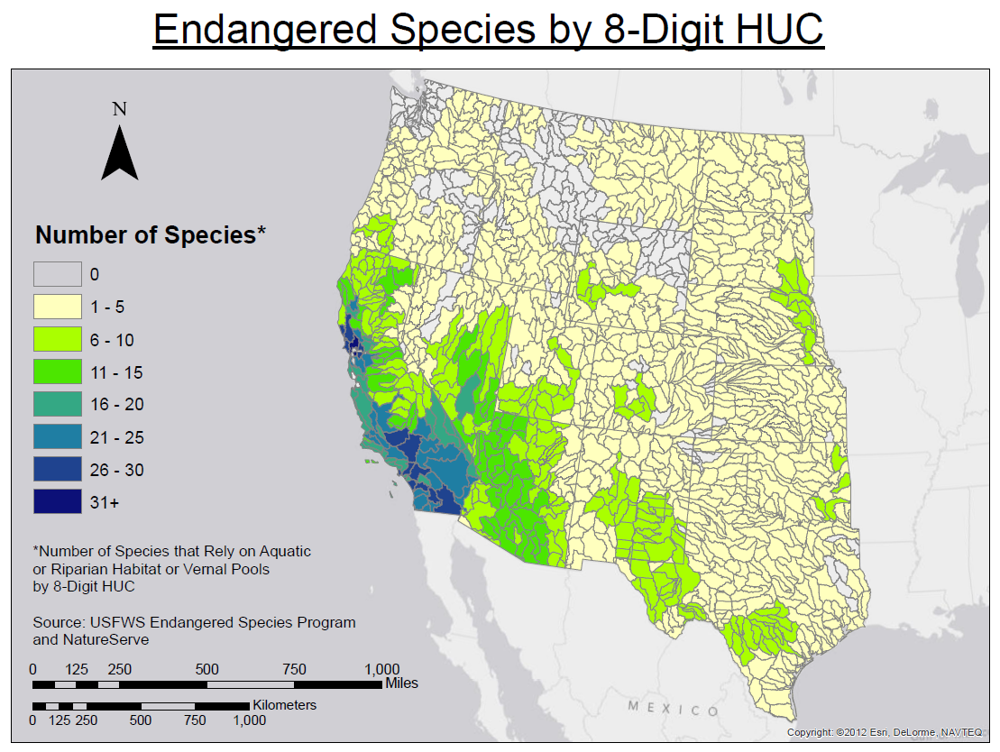 Endangered Species by 8-Digit HUC
N
Number of Species*
0
1 - 5
6 - 10
11 - 15
16 - 20
21 - 25
26 - 30
31+
*Number of Species that Rely on Aquatic
or Riparian Habitat or Vernal Pools
by 8-Digit HUC
Source: USFWS Endangered Species Program
and NatureServe
0 125 250 500 750 1,000
Miles
Kilometers
0 125 250 500 750 1,000
MEXICO
Copyright: ©2012 Esri, DeLorme, NAVTEQ